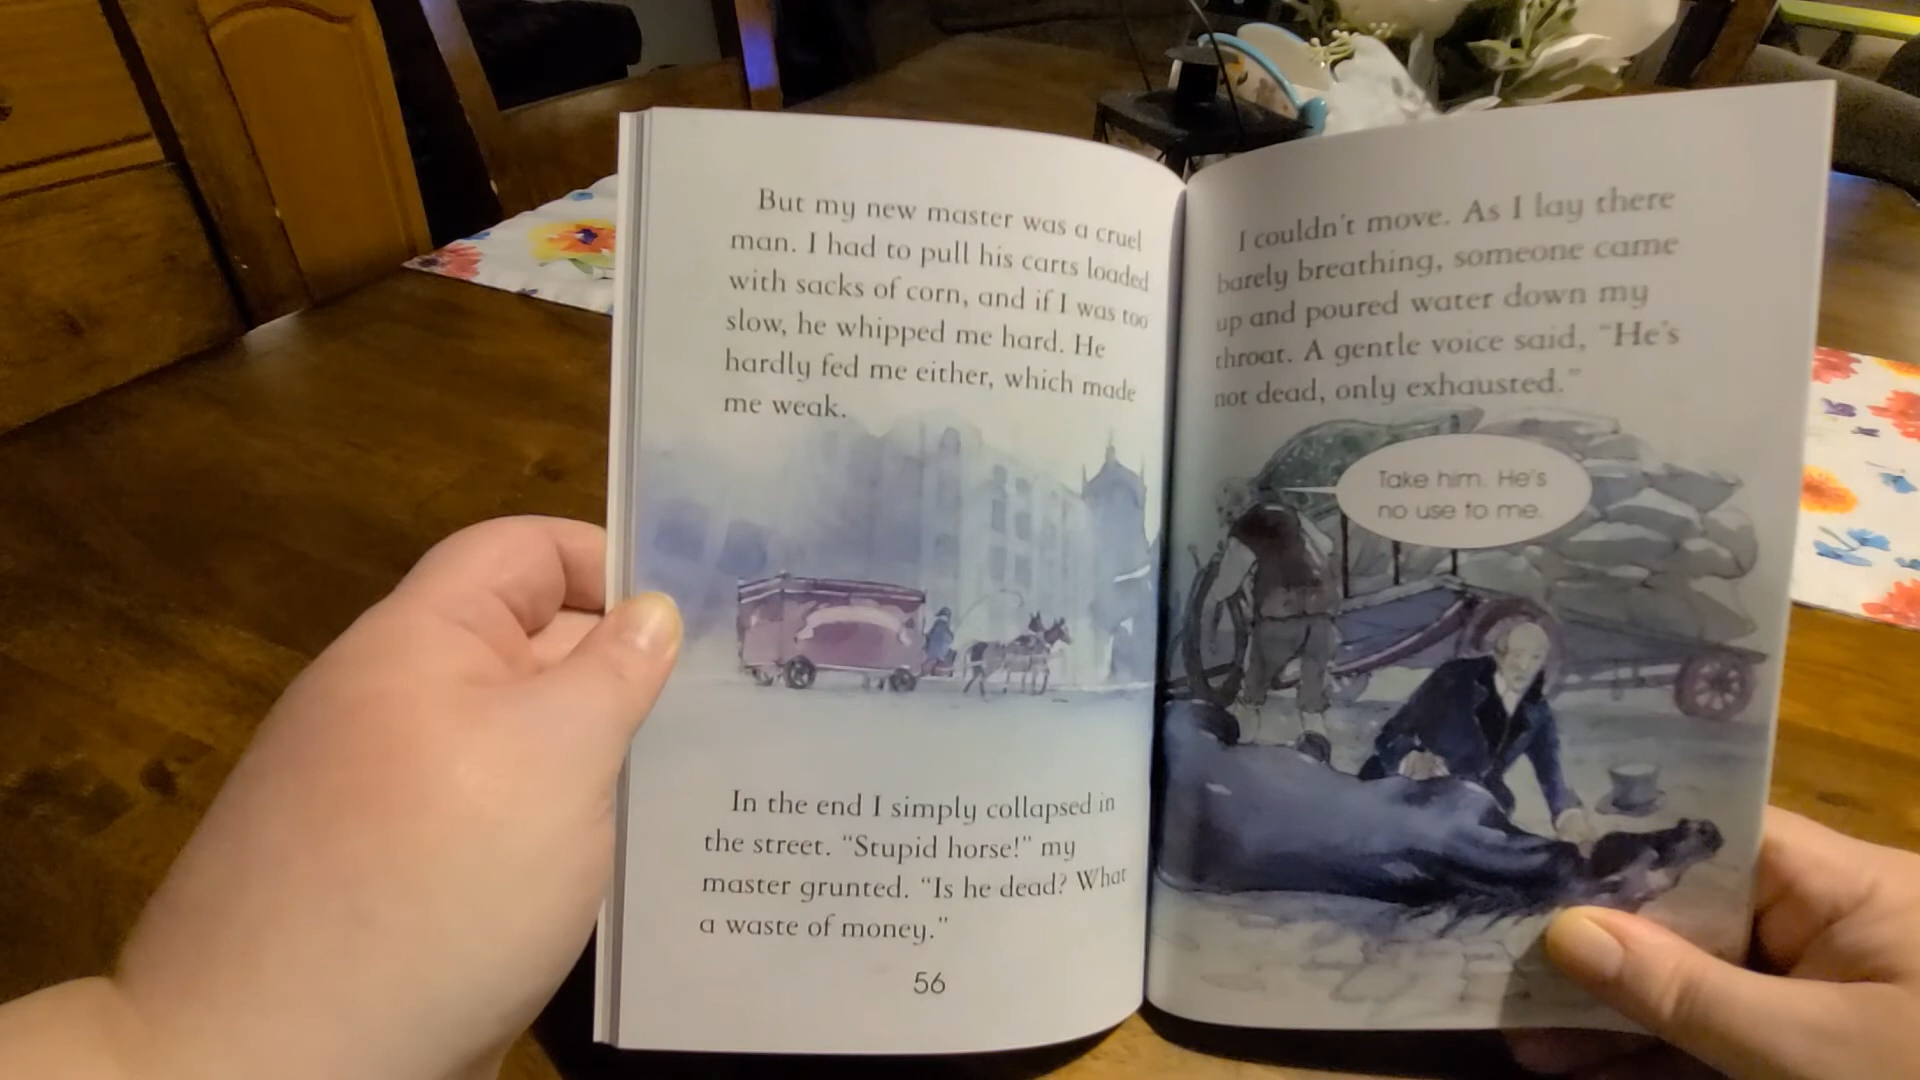 But my new master was a cruel
man. I had to pull his carts loaded
with sacks of corn, and if I was too
slow, he whipped me hard. He
hardly fed me either, which made
me weak.
In the end I simply collapsed in
the street. “Stupid horse!” my
master grunted. “Is he dead? What
a waste of money.”
56
I couldn’t move. As I lay there
barely breathing, someone came
up and poured water down my
throat. A gentle voice said, “He’s
not dead, only exhausted.”
Take him. He’s
no use to me.